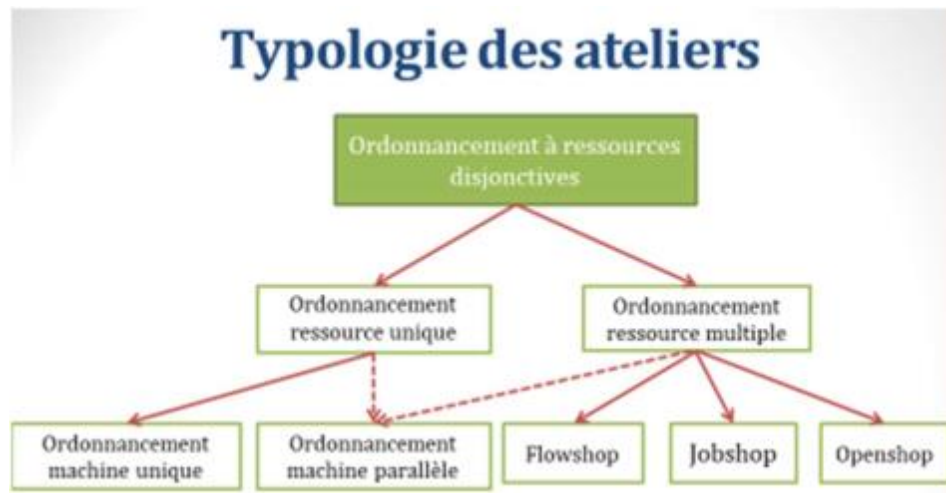 Typologie des ateliers
Ordonnancement à ressources
disjonctives
Ordonnancement
ressource unique
Ordonnancement
ressource multiple
Ordonnancement
machine unique
Ordonnancement
machine parallèle
Flowshop
Jobshop
Openshop